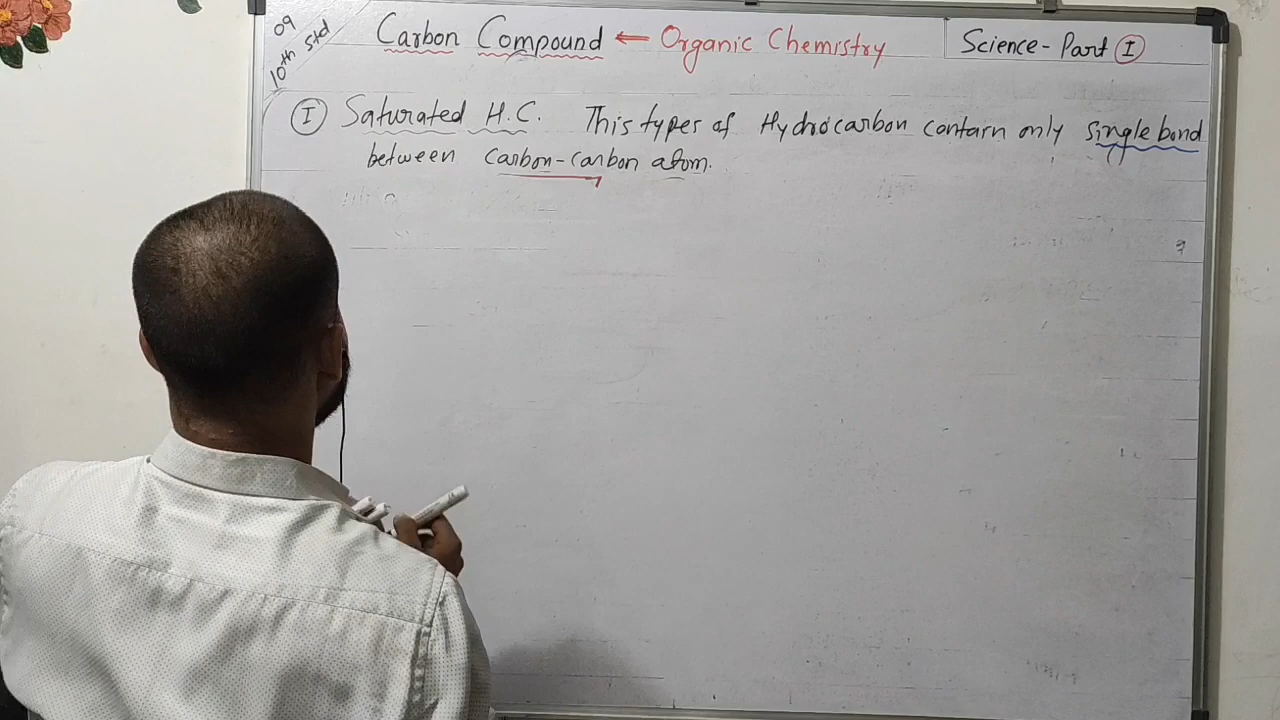 09
10th std
Carbon Compound ⇐ Organic Chemistry
Science - Part I
I Saturated H.C. This types of Hydrocarbon contain only single bond
between carbon-carbon atom.